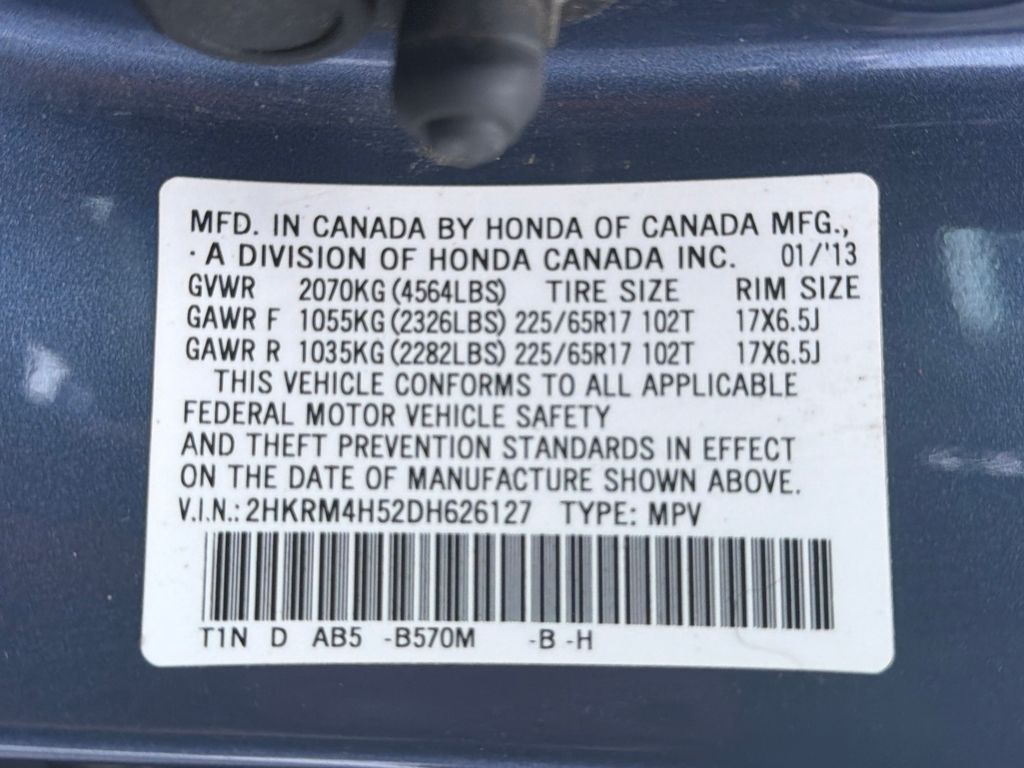 MFD. IN CANADA BY HONDA OF CANADA MFG.,
· A DIVISION OF HONDA CANADA INC. 01/'13
GVWR 2070KG (4564LBS) TIRE SIZE RIM SIZE
GAWR F 1055KG (2326LBS) 225/65R17 102T 17X6.5J
GAWR R 1035KG (2282LBS) 225/65R17 102T 17X6.5J
THIS VEHICLE CONFORMS TO ALL APPLICABLE
FEDERAL MOTOR VEHICLE SAFETY
AND THEFT PREVENTION STANDARDS IN EFFECT
ON THE DATE OF MANUFACTURE SHOWN ABOVE.
V.I.N.: 2HKRM4H52DH626127 TYPE: MPV
T1N D AB5 -B570M -B -H